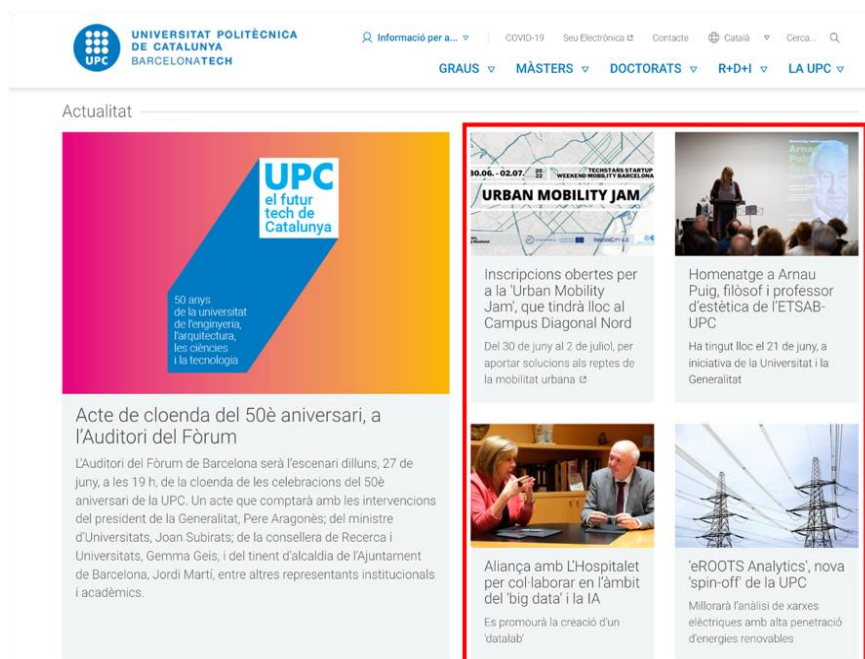 UPC
UNIVERSITAT POLITÈCNICA
DE CATALUNYA
BARCELONATECH
Informació per a...
COVID-19
Seu Electrònica
Contacte
Català
Cerca...
GRAUS
MÀSTERS
DOCTORATS
R+D+I
LA UPC
Actualitat
UPC
el futur
tech de
Catalunya
50 anys
de la universitat
de l'enginyeria,
l'arquitectura,
les ciències
i la tecnologia
Acte de cloenda del 50è aniversari, a
l'Auditori del Fòrum
L'Auditori del Fòrum de Barcelona serà l'escenari dilluns, 27 de
juny, a les 19 h, de la cloenda de les celebracions del 50è
aniversari de la UPC. Un acte que comptarà amb les intervencions
del president de la Generalitat, Pere Aragonès; del ministre
d'Universitats, Joan Subirats; de la consellera de Recerca i
Universitats, Gemma Geis, i del tinent d'alcaldia de l'Ajuntament
de Barcelona, Jordi Martí, entre altres representants institucionals
i acadèmics.
30.06. - 02.07. 2022
TECHSTARS STARTUP
WEEKEND MOBILITY BARCELONA
URBAN MOBILITY JAM
Inscripcions obertes per
a la 'Urban Mobility
Jam', que tindrà lloc al
Campus Diagonal Nord
Del 30 de juny al 2 de juliol, per
aportar solucions als reptes de
la mobilitat urbana
Arnau
Puig
Homenatge a Arnau
Puig, filòsof i professor
d'estètica de l'ETSAB-
UPC
Ha tingut lloc el 21 de juny, a
iniciativa de la Universitat i la
Generalitat
Aliança amb L'Hospitalet
per col·laborar en l'àmbit
del 'big data' i la IA
Es promourà la creació d'un
'datalab'
'eROOTS Analytics', nova
'spin-off' de la UPC
Millorarà l'anàlisi de xarxes
elèctriques amb alta penetració
d'energies renovables